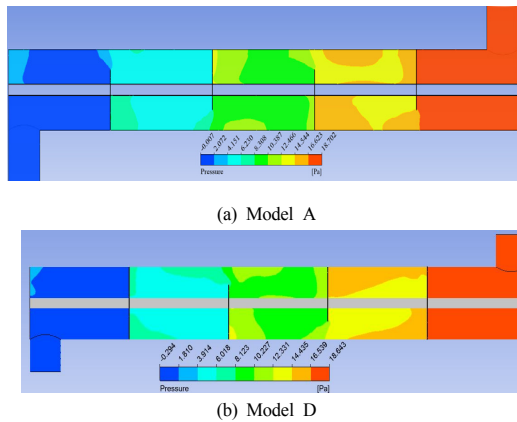 -0.007 2.072 4.151 6.230 8.308 10.387 12.466 14.544 16.623 18.702
Pressure [Pa]
(a) Model A
-0.294 1.810 3.914 6.018 8.123 10.227 12.331 14.435 16.539 18.643
Pressure [Pa]
(b) Model D